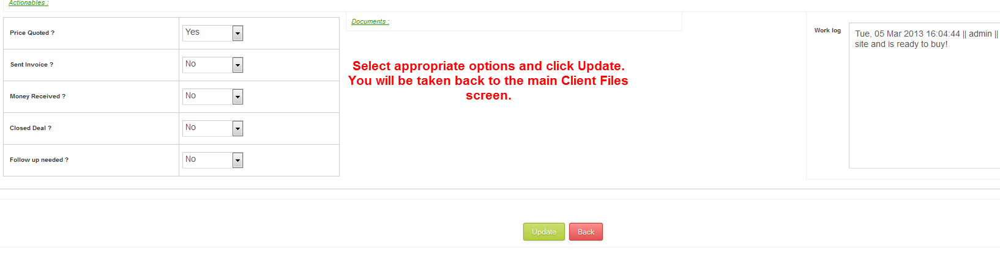 Actionables :
Price Quoted ?
Yes
Sent Invoice ?
No
Money Received ?
No
Closed Deal ?
No
Follow up needed ?
No
Documents :
Select appropriate options and click Update.
You will be taken back to the main Client Files
screen.
Work log
Tue, 05 Mar 2013 16:04:44 || admin ||
site and is ready to buy!
Update
Back